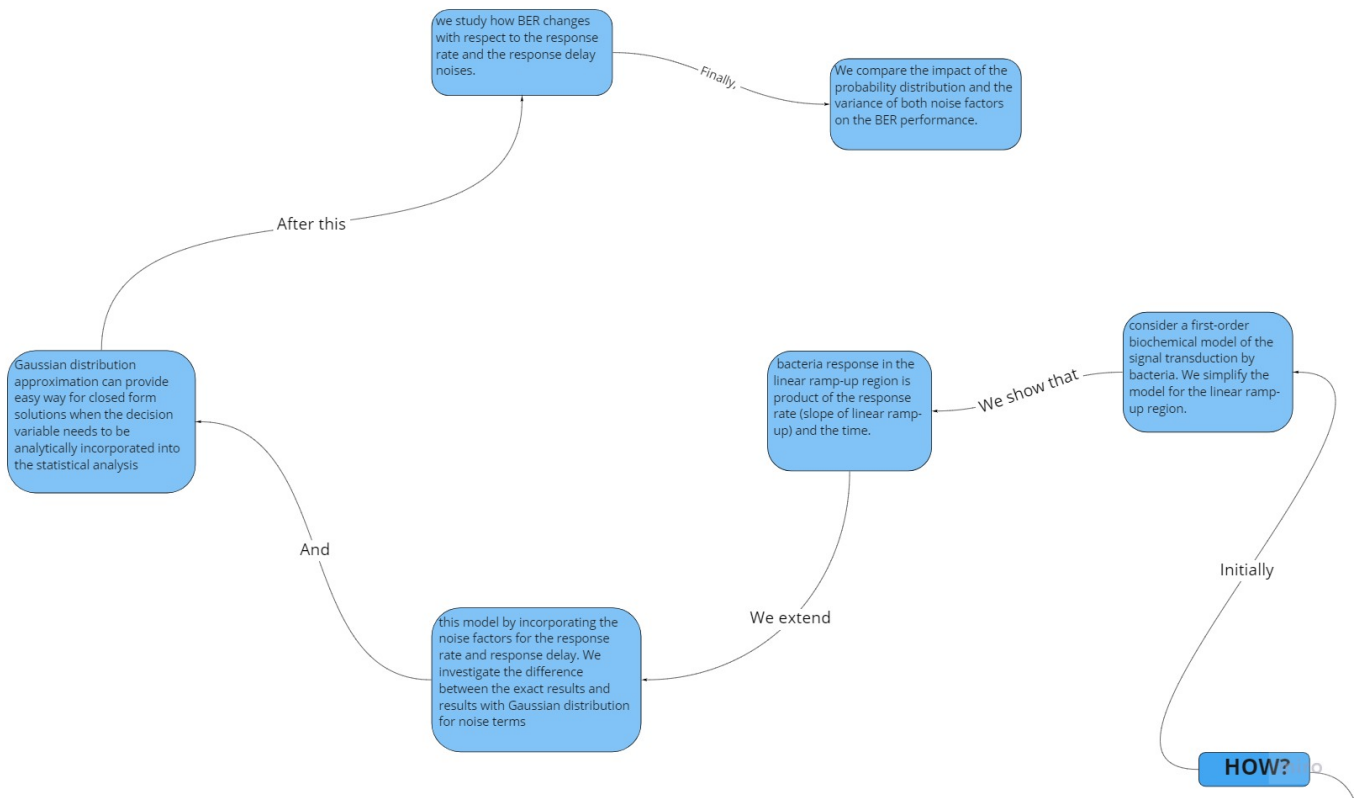 we study how BER changes
with respect to the response
rate and the response delay
noises.
Finally,
We compare the impact of the
probability distribution and the
variance of both noise factors
on the BER performance.
After this
Gaussian distribution
approximation can provide
easy way for closed form
solutions when the decision
variable needs to be
analytically incorporated into
the statistical analysis
bacteria response in the
linear ramp-up region is
product of the response
rate (slope of linear ramp-
up) and the time.
We show that
consider a first-order
biochemical model of the
signal transduction by
bacteria. We simplify the
model for the linear ramp-
up region.
And
We extend
Initially
this model by incorporating the
noise factors for the response
rate and response delay. We
investigate the difference
between the exact results and
results with Gaussian distribution
for noise terms
HOW?